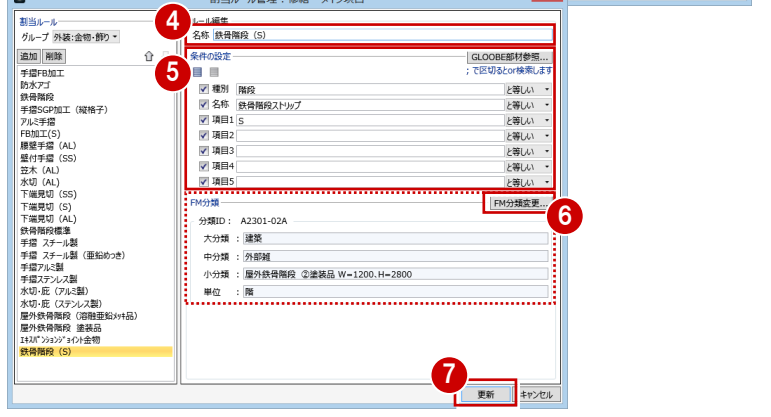 割当ルール管理：修繕 - メイン項目
割当ルール
グループ 外装:金物・飾り
追加 削除
手摺FB加工
防水アゴ
鉄骨階段
手摺SGP加工（縦格子）
アルミ手摺
FB加工(S)
腰壁手摺（AL）
壁付手摺（SS）
笠木（AL）
水切（AL）
下端見切（SS）
下端見切（S）
下端見切（AL）
鉄骨階段標準
手摺 スチール製
手摺 スチール製（亜鉛めっき）
手摺アルミ製
手摺ステンレス製
水切・庇（アルミ製）
水切・庇（ステンレス製）
屋外鉄骨階段（溶融亜鉛ﾒｯｷ品）
屋外鉄骨階段 塗装品
ｴｷｽﾊﾟﾝｼｮﾝｼﾞｮｲﾝﾄ金物
鉄骨階段（S）
4
ルール編集
名称 鉄骨階段（S）
5
条件の設定
GLOOBE部材参照...
; で区切るとor検索します
種別 階段 と等しい
名称 鉄骨階段ストリップ と等しい
項目1 S と等しい
項目2 と等しい
項目3 と等しい
項目4 と等しい
項目5 と等しい
FM分類
FM分類変更...
6
分類ID： A2301-02A
大分類 ：建築
中分類 ：外部雑
小分類 ：屋外鉄骨階段 ②塗装品 W=1200、H=2800
単位 ：階
7
更新 キャンセル